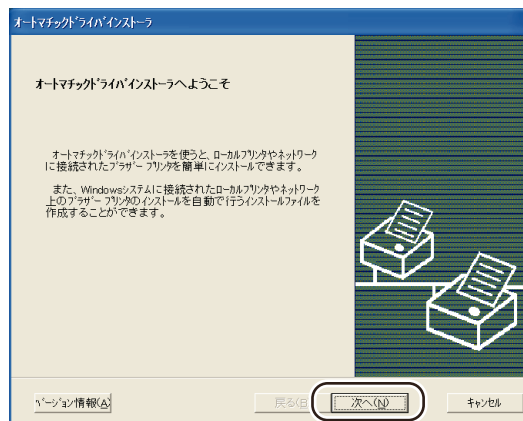 オートマチックドライバインストーラ
オートマチックドライバインストーラへようこそ
オートマチックドライバインストーラを使うと、ローカルプリンタやネットワーク
に接続されたブラザー プリンタを簡単にインストールできます。
また、Windowsシステムに接続されたローカルプリンタやネットワーク
上のブラザー プリンタのインストールを自動で行うインストールファイルを
作成することができます。
バージョン情報(A)
戻る(B)
次へ(N)
キャンセル